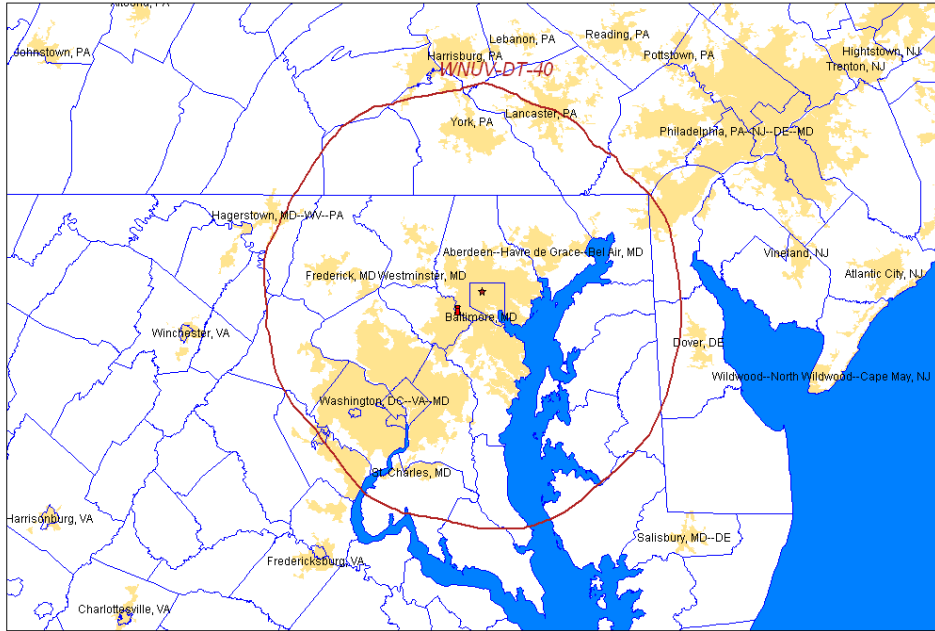 Johnstown, PA
Lebanon, PA
Reading, PA
Harrisburg, PA
Pottstown, PA
Hightstown, NJ
Trenton, NJ
WNUV-DT-40
York, PA
Lancaster, PA
Philadelphia, PA--NJ--DE--MD
Hagerstown, MD--WV--PA
Aberdeen--Havre de Grace--Bel Air, MD
Vineland, NJ
Frederick, MD
Westminster, MD
Atlantic City, NJ
Baltimore, MD
Winchester, VA
Dover, DE
Wildwood--North Wildwood--Cape May, NJ
Washington, DC--VA--MD
St. Charles, MD
Harrisonburg, VA
Salisbury, MD--DE
Fredericksburg, VA
Charlottesville, VA